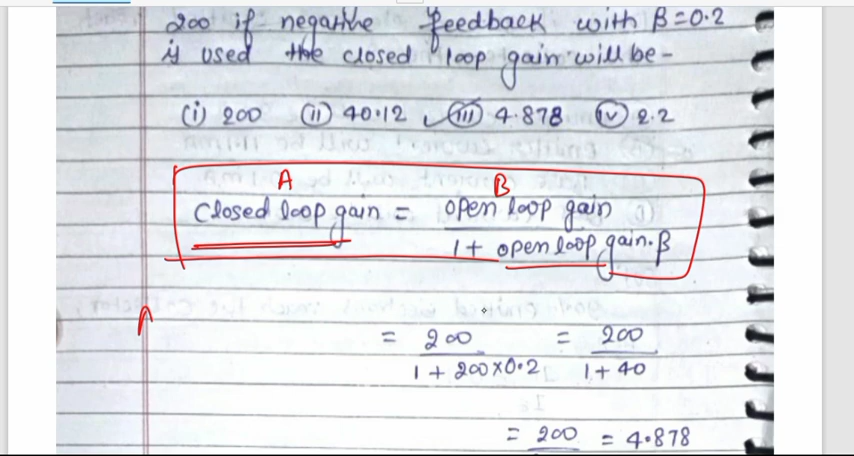 200 if negative feedback with β=0.2
is used the closed loop gain will be-
(i) 200 (ii) 40.12 (iii) 4.878 (iv) 2.2
A B
closed loop gain = open loop gain
1+ open loop gain.β
= 200 = 200
1+200×0.2 1+40
= 200 = 4.878